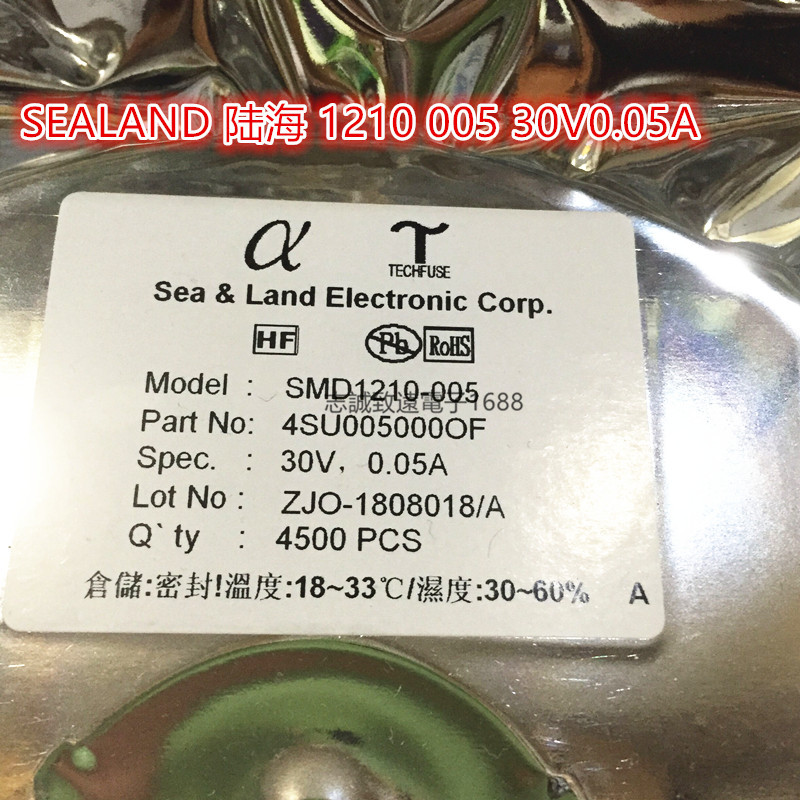 SEALAND 陆海 1210 005 30V0.05A
α T
TECHFUSE
Sea & Land Electronic Corp.
HF Pb RoHS
Model : SMD1210-005
志誠致遠電子1688
Part No: 4SU005000OF
Spec. : 30V, 0.05A
Lot No : ZJO-1808018/A
Q`ty : 4500 PCS
倉儲:密封!溫度:18~33℃/濕度:30~60% A